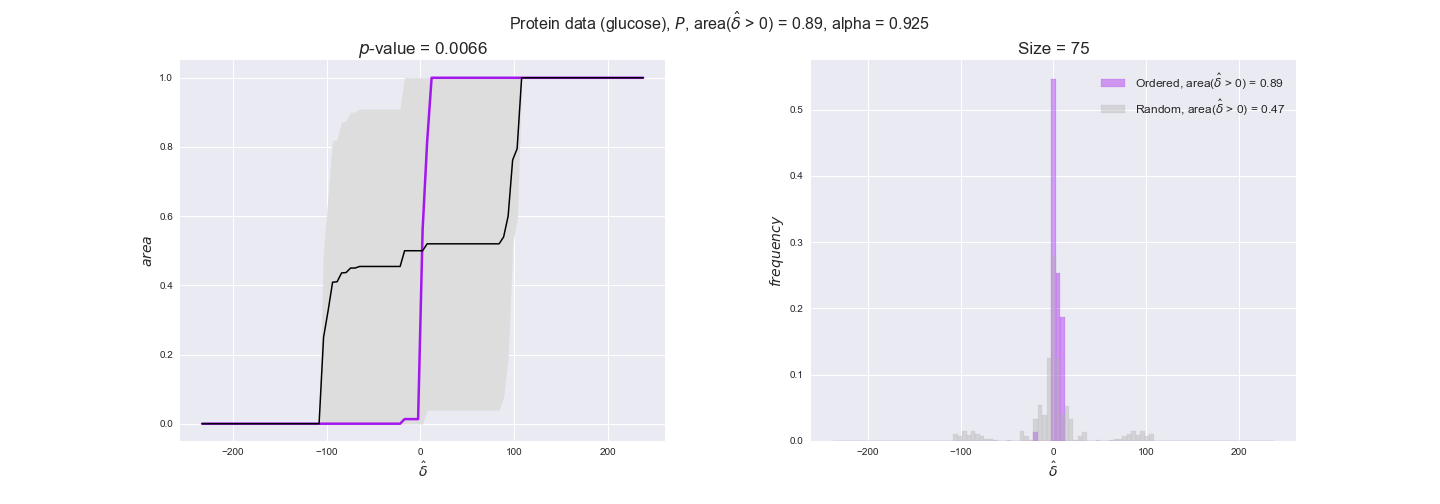 Protein data (glucose), P, area(δ̂ > 0) = 0.89, alpha = 0.925
p-value = 0.0066
1.0
0.8
0.6
0.4
0.2
0.0
area
−200 −100 0 100 200
δ̂
Size = 75
Ordered, area(δ̂ > 0) = 0.89
Random, area(δ̂ > 0) = 0.47
0.5
0.4
0.3
0.2
0.1
0.0
frequency
−200 −100 0 100 200
δ̂